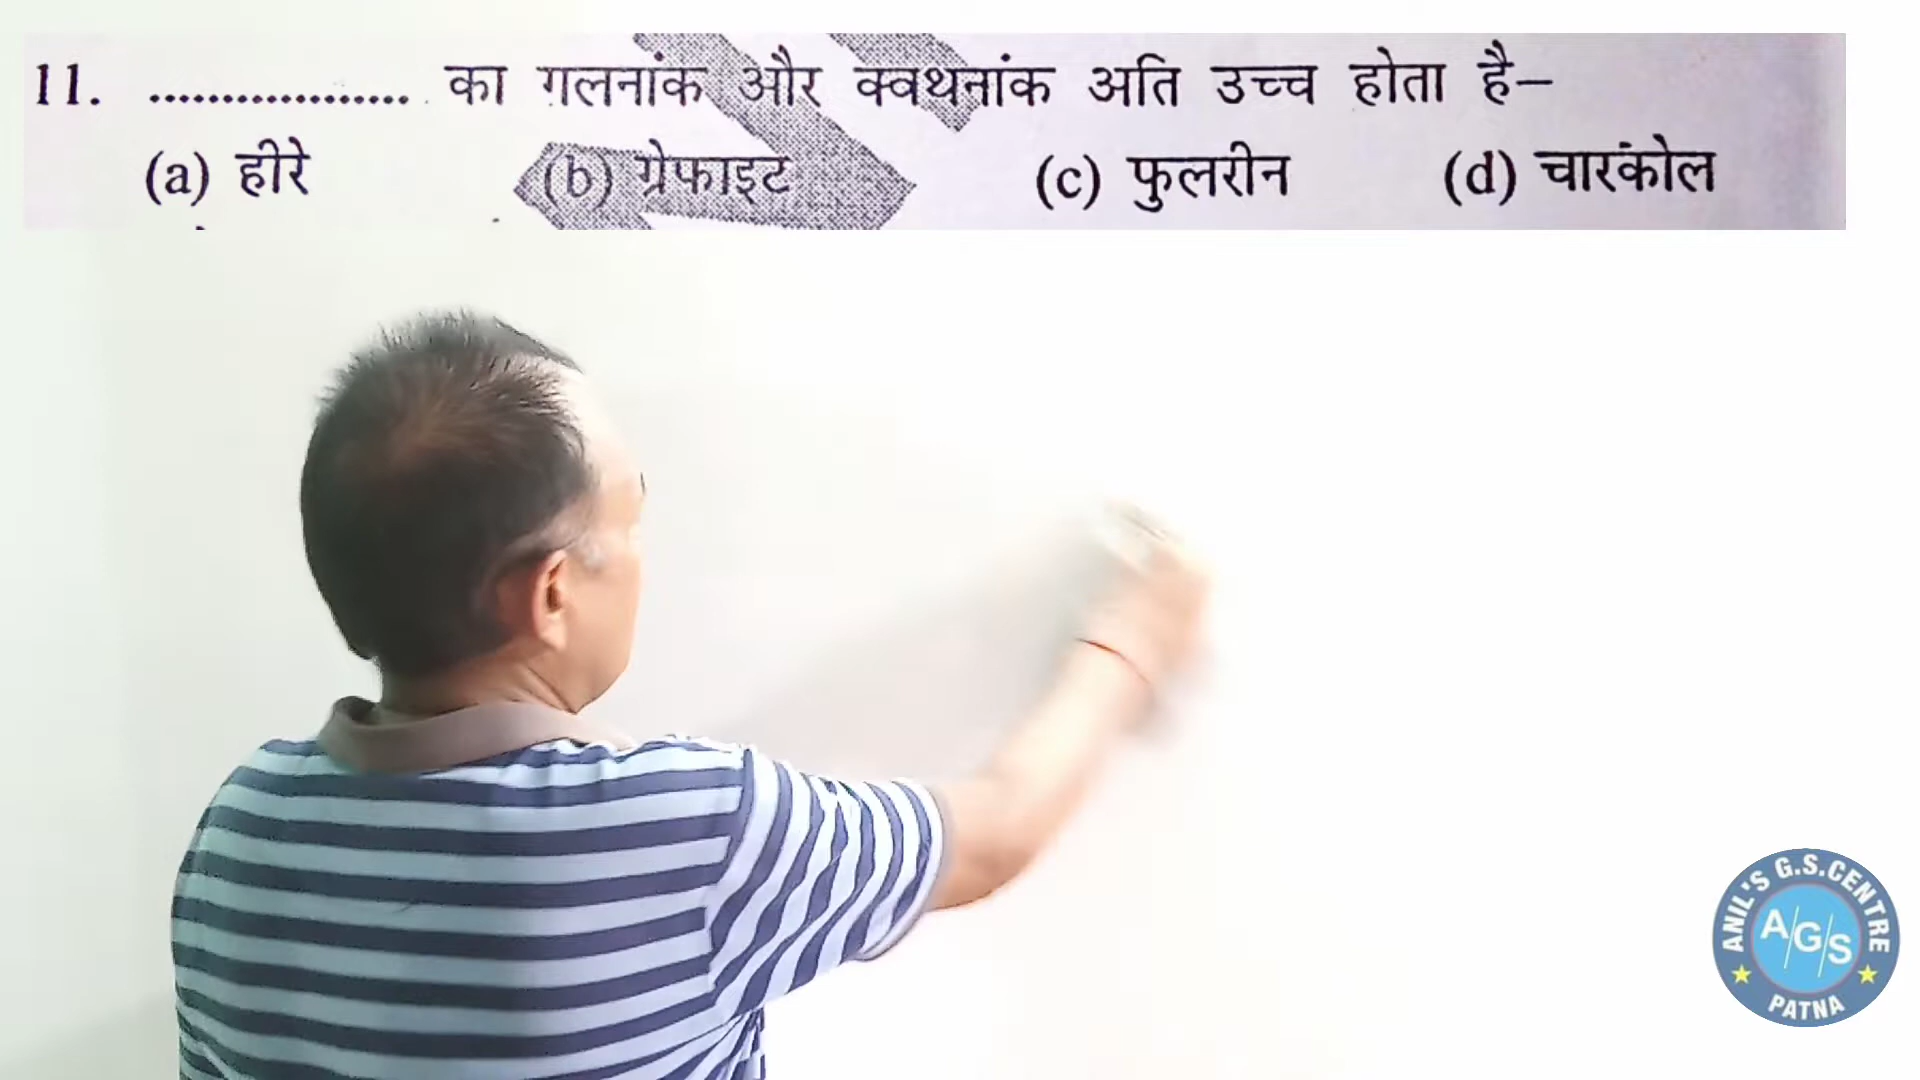 11. .................. का गलनांक और क्वथनांक अति उच्च होता है–
(a) हीरे (b) ग्रेफाइट (c) फुलरीन (d) चारकोल
ANIL'S G.S.CENTRE
A/G/S
PATNA